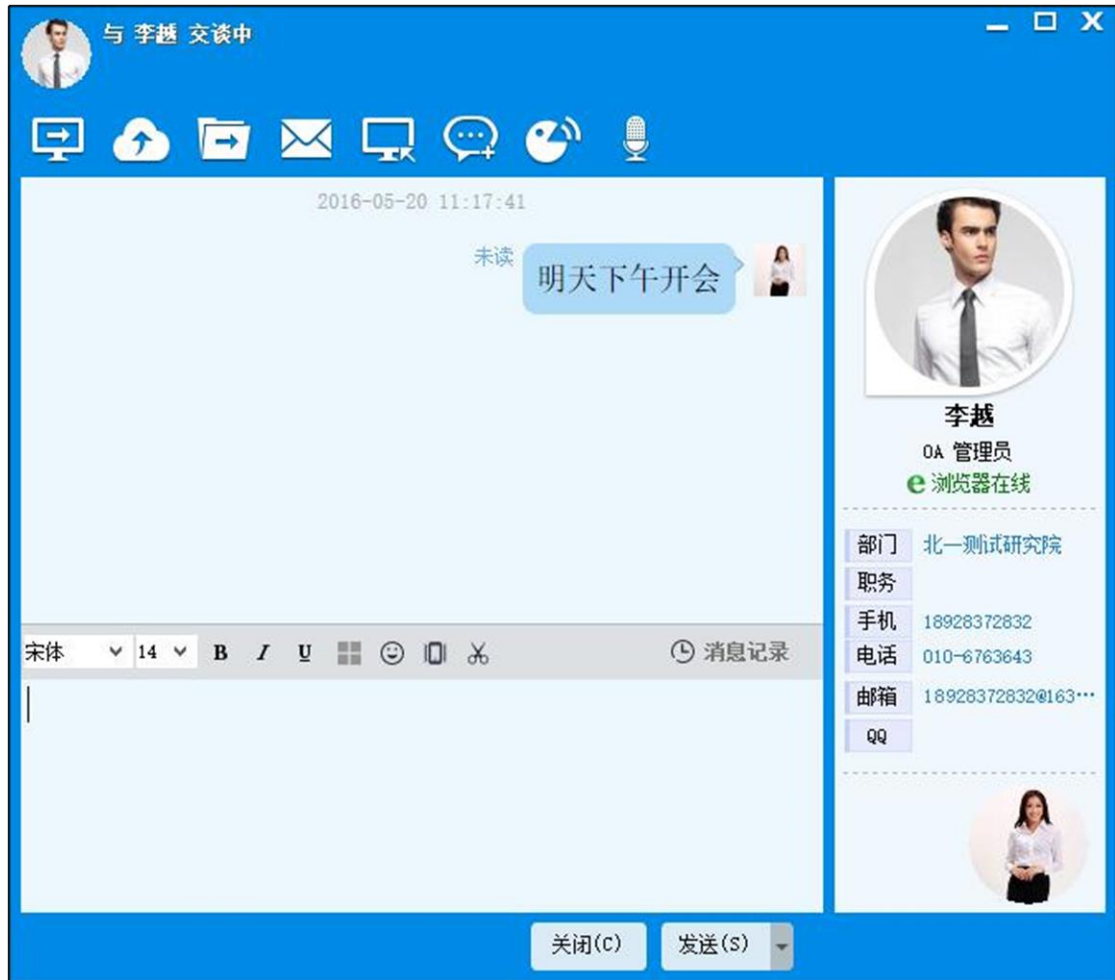 与 李越 交谈中
2016-05-20 11:17:41
未读
明天下午开会
李越
OA 管理员
浏览器在线
部门 北一测试研究院
职务
手机 18928372832
电话 010-6763643
邮箱 18928372832@163…
QQ
宋体 14 B I U 消息记录
关闭(C) 发送(S)